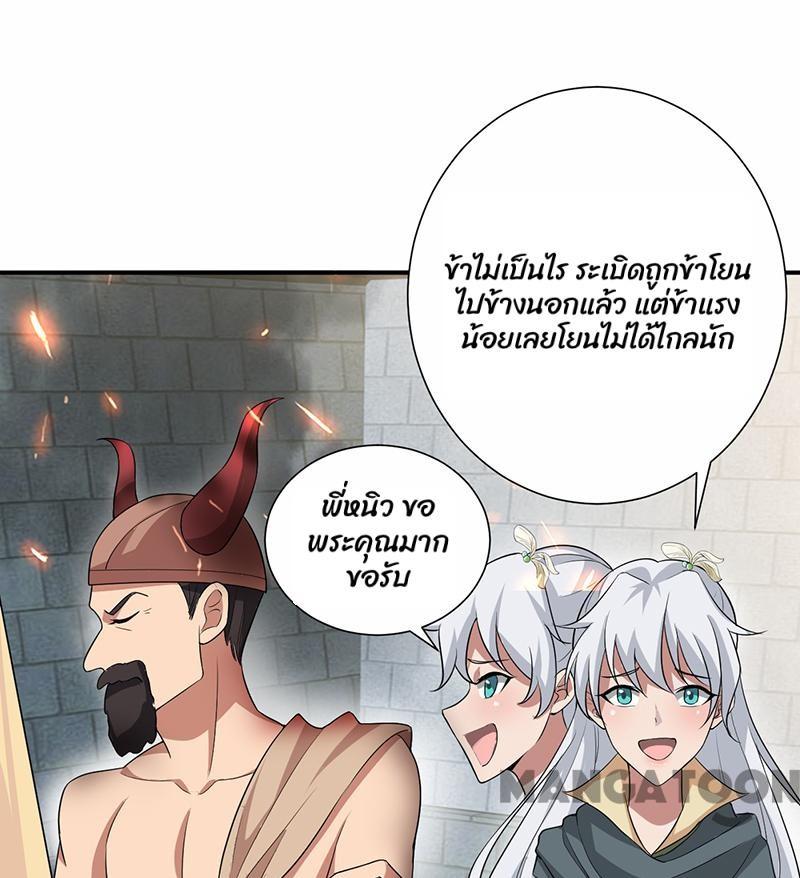 ข้าไม่เป็นไร ระเบิดถูกข้าโยน
ไปข้างนอกแล้ว แต่ข้าแรง
น้อยเลยโยนไม่ได้ไกลนัก
พี่หนิว ขอ
พระคุณมาก
ขอรับ
MANGATOON